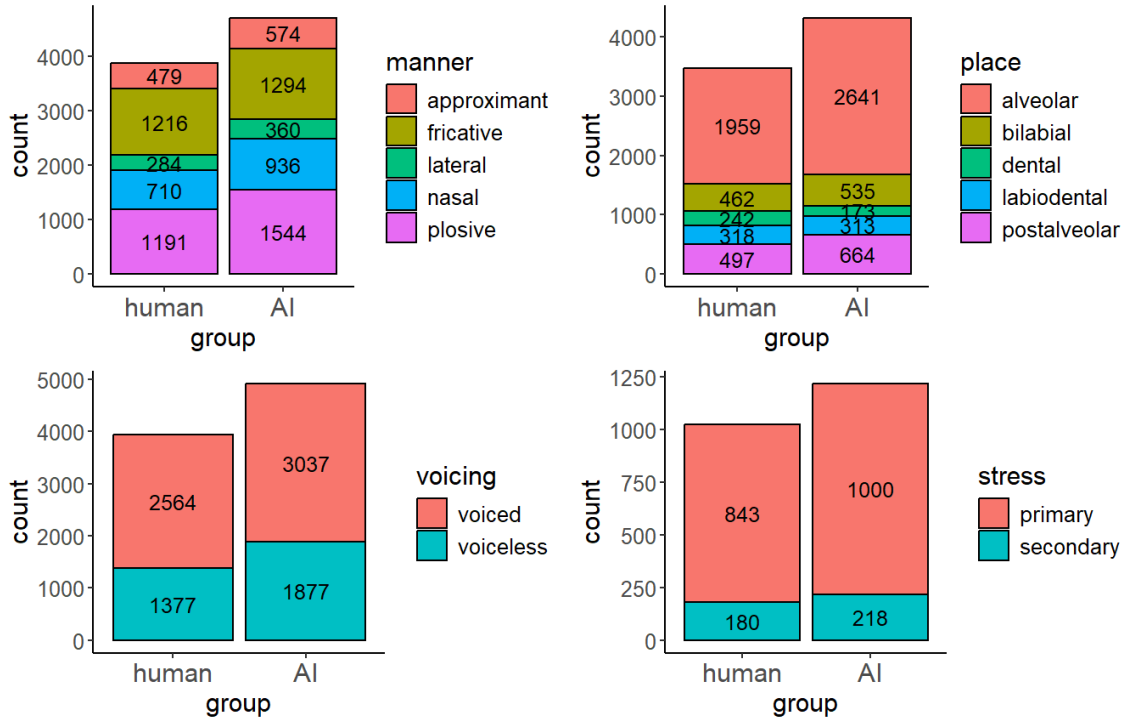 count
4000
3000
2000
1000
0
479
1216
284
710
1191
574
1294
360
936
1544
human AI
group
manner
approximant
fricative
lateral
nasal
plosive
count
4000
3000
2000
1000
0
1959
462
242
318
497
2641
535
173
313
664
human AI
group
place
alveolar
bilabial
dental
labiodental
postalveolar
count
5000
4000
3000
2000
1000
0
2564
1377
3037
1877
human AI
group
voicing
voiced
voiceless
count
1250
1000
750
500
250
0
843
180
1000
218
human AI
group
stress
primary
secondary